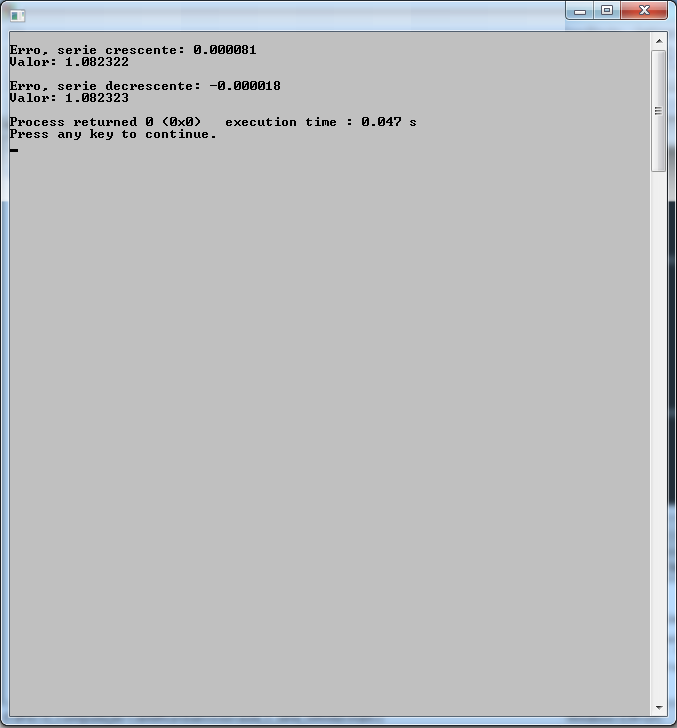 Erro, serie crescente: 0.000081
Valor: 1.082322
Erro, serie decrescente: -0.000018
Valor: 1.082323
Process returned 0 (0x0)   execution time : 0.047 s
Press any key to continue.